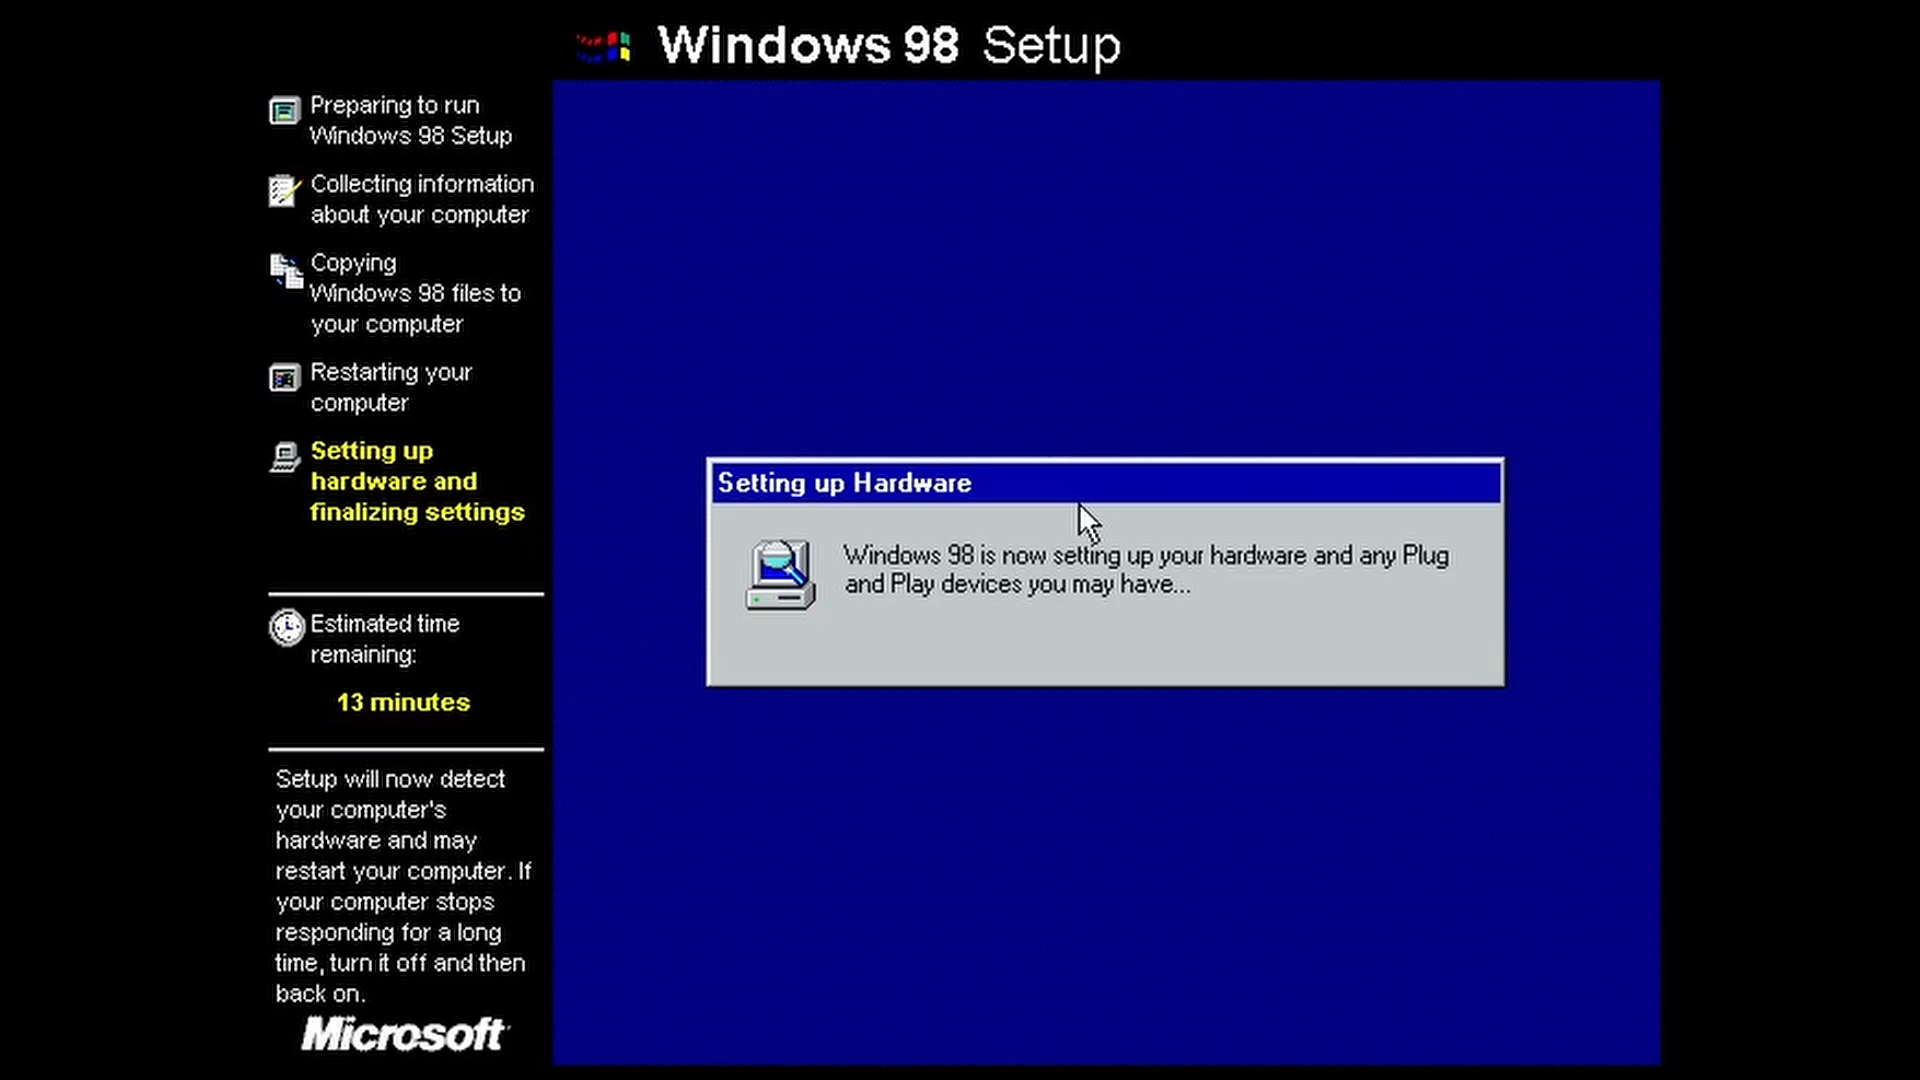 Windows 98 Setup
Preparing to run
Windows 98 Setup
Collecting information
about your computer
Copying
Windows 98 files to
your computer
Restarting your
computer
Setting up
hardware and
finalizing settings
Estimated time
remaining:
13 minutes
Setup will now detect
your computer's
hardware and may
restart your computer. If
your computer stops
responding for a long
time, turn it off and then
back on.
Microsoft
Setting up Hardware
Windows 98 is now setting up your hardware and any Plug
and Play devices you may have...